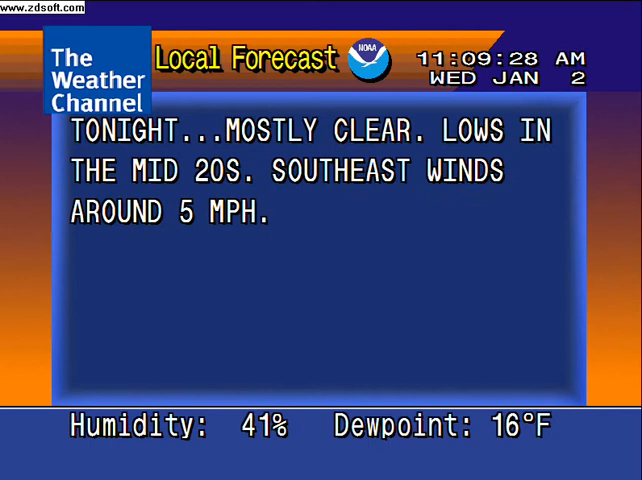 www.zdsoft.com
The
Weather
Channel
Local Forecast
NOAA
11:09:28 AM
WED JAN 2
TONIGHT...MOSTLY CLEAR. LOWS IN
THE MID 20S. SOUTHEAST WINDS
AROUND 5 MPH.
Humidity: 41% Dewpoint: 16°F